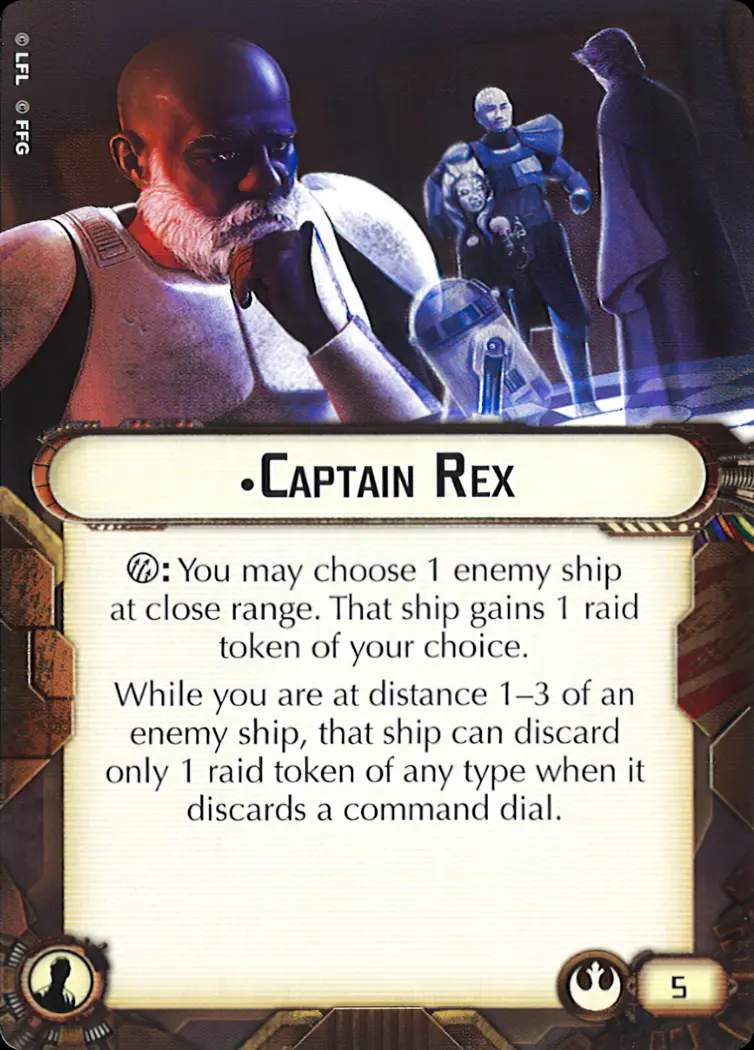 © LFL © FFG
•Captain Rex
: You may choose 1 enemy ship
at close range. That ship gains 1 raid
token of your choice.
While you are at distance 1–3 of an
enemy ship, that ship can discard
only 1 raid token of any type when it
discards a command dial.
5